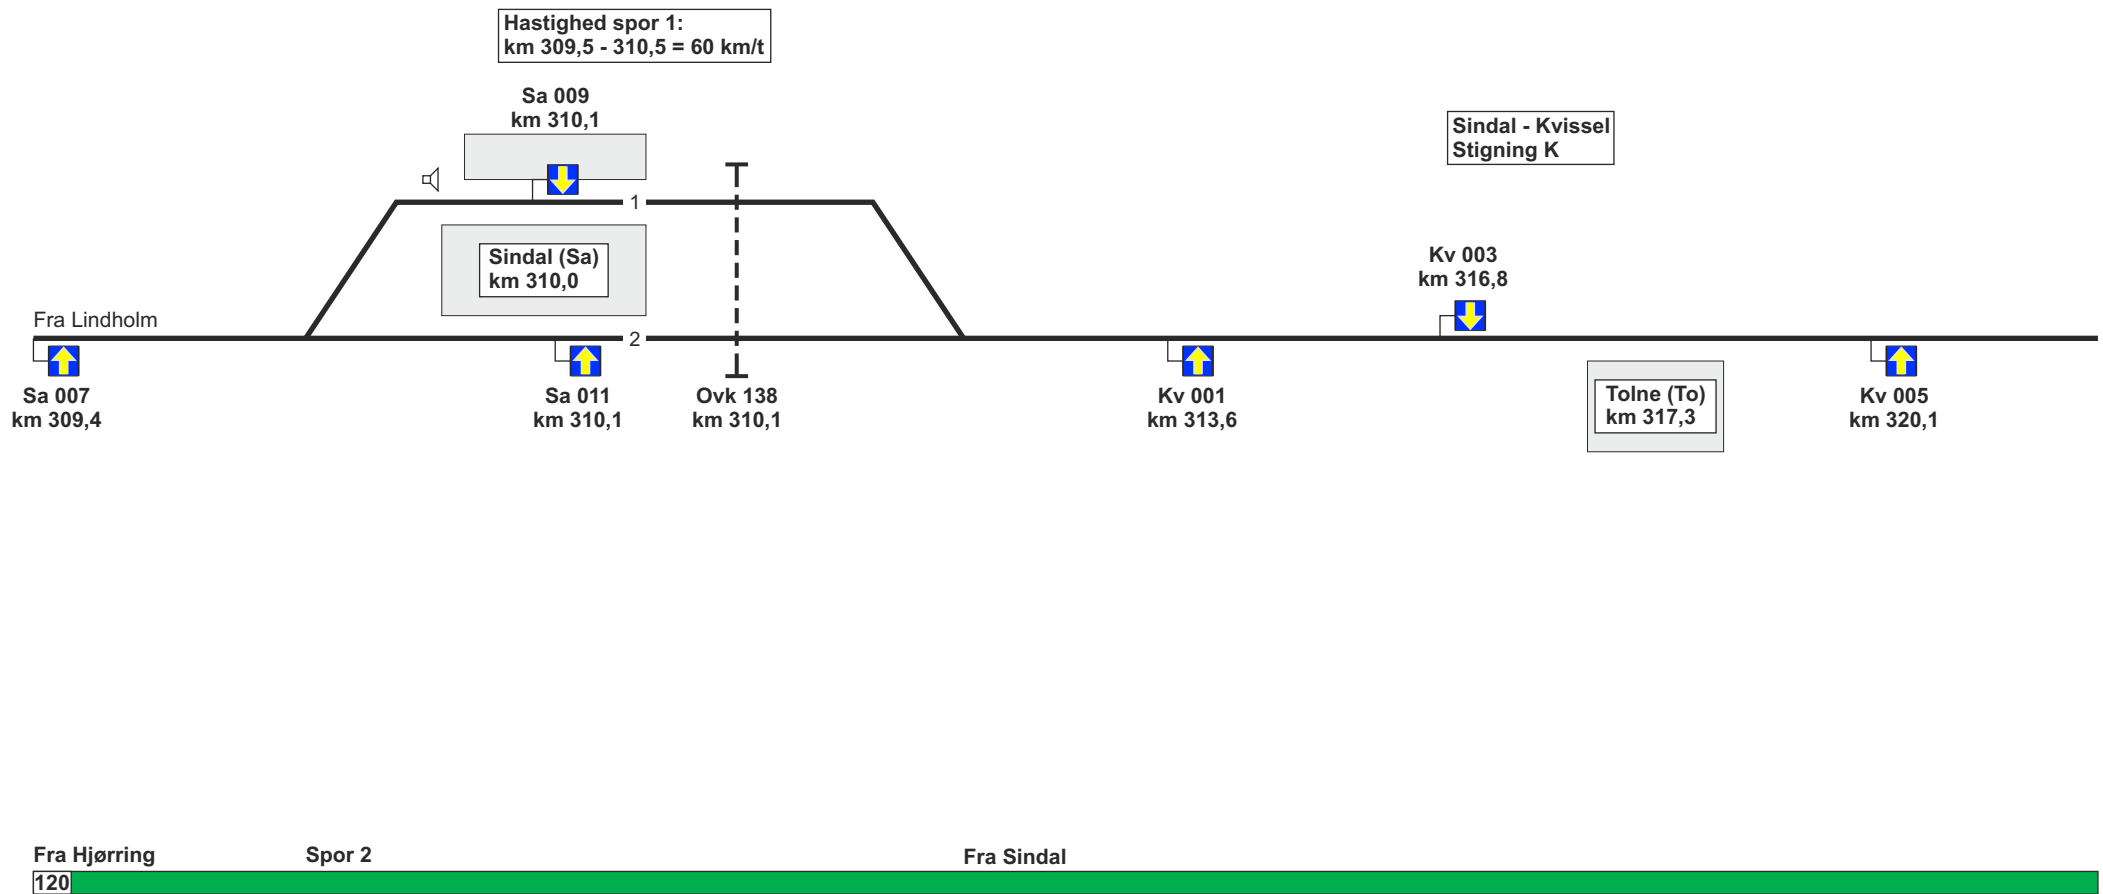 Hastighed spor 1:
km 309,5 - 310,5 = 60 km/t
Sa 009
km 310,1
Sindal - Kvissel
Stigning K
1
Sindal (Sa)
km 310,0
Kv 003
km 316,8
Fra Lindholm
2
Sa 007
km 309,4
Sa 011
km 310,1
Ovk 138
km 310,1
Kv 001
km 313,6
Tolne (To)
km 317,3
Kv 005
km 320,1
Fra Hjørring
Spor 2
Fra Sindal
120